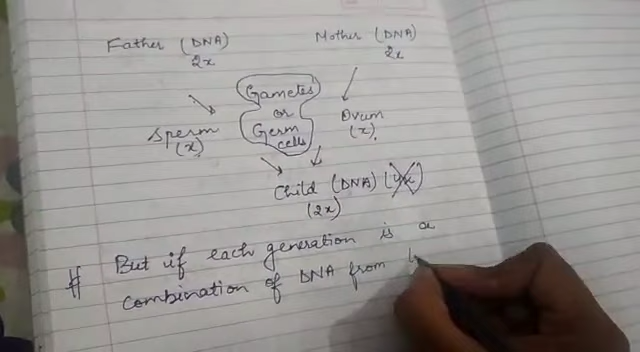 Father (DNA) Mother (DNA)
2x 2x
Gametes
or
Germ
cells
Sperm
(x)
Ovum
(x)
Child (DNA) (4x)
(2x)
# But if each generation is a
combination of DNA from